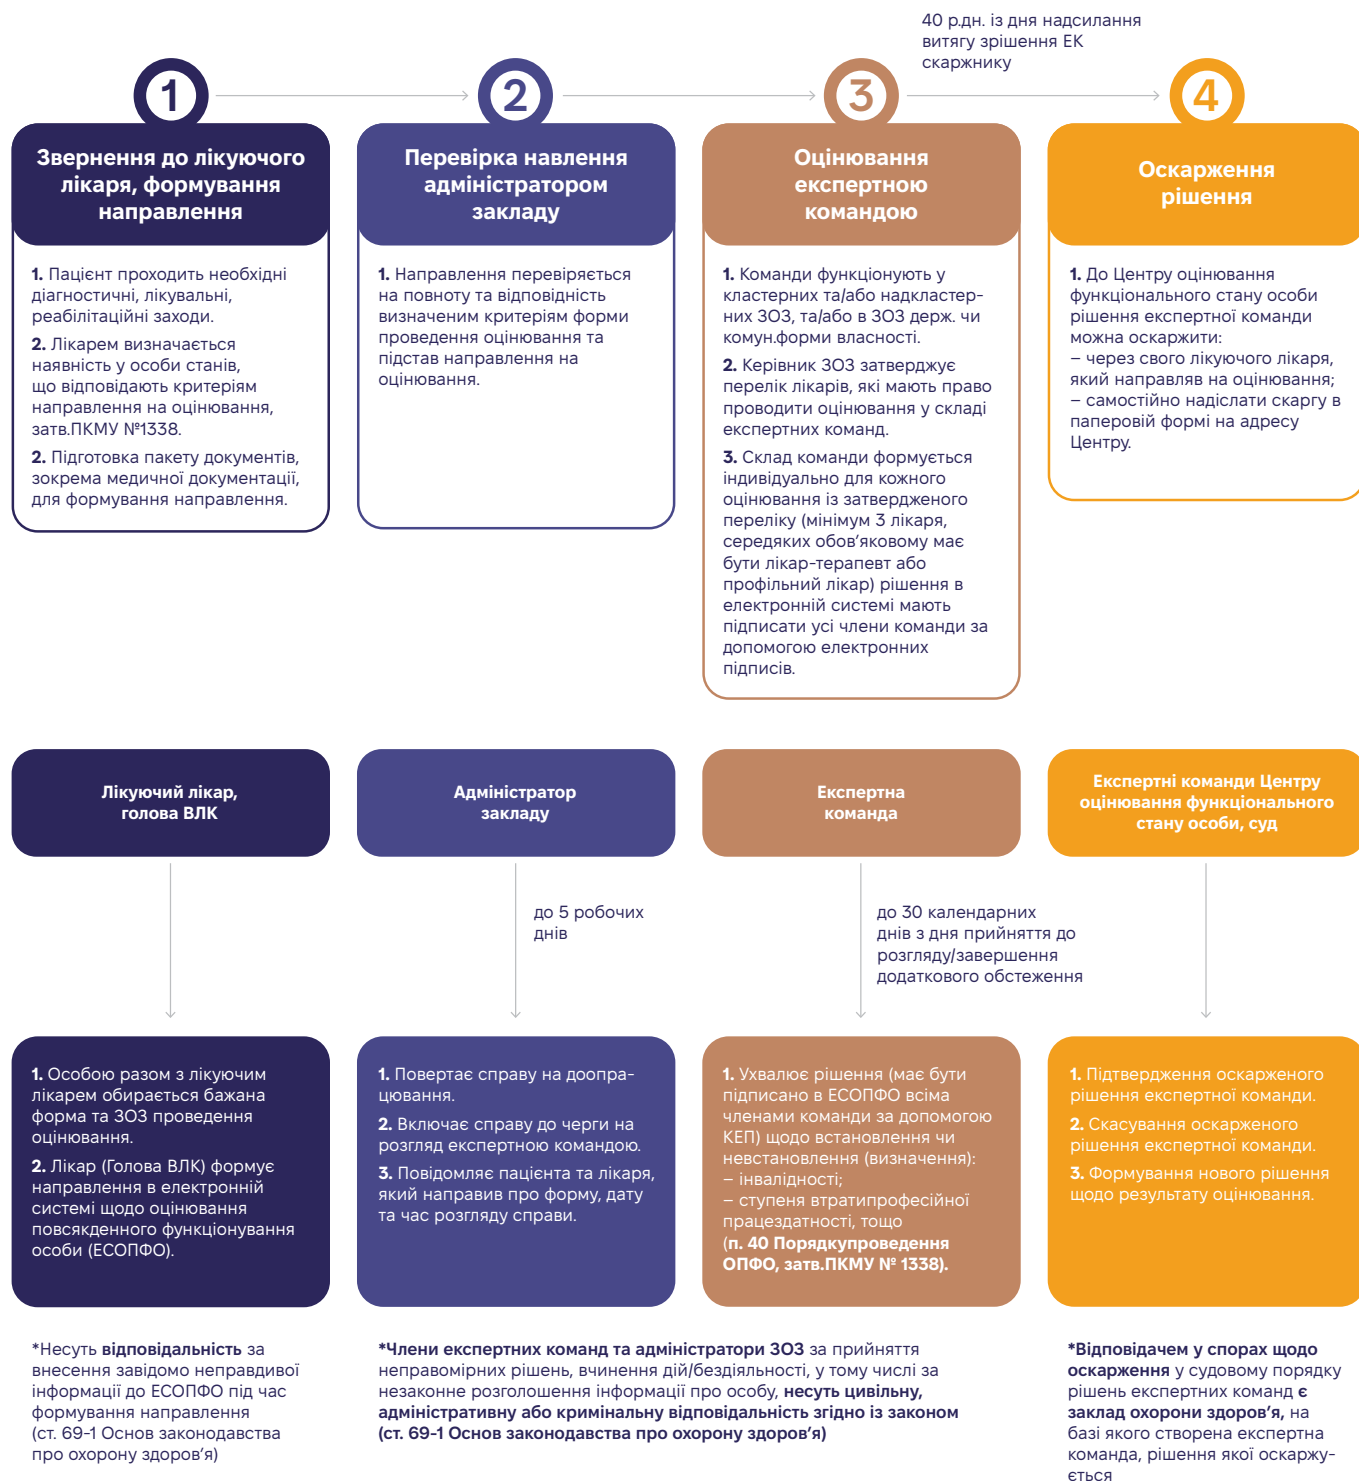 40 р.дн. із дня надсилання
витягу зрішення ЕК
скаржнику
1
2
3
4
Звернення до лікуючого
лікаря, формування
направлення
1. Пацієнт проходить необхідні
діагностичні, лікувальні,
реабілітаційні заходи.
2. Лікарем визначається
наявність у особи станів,
що відповідають критеріям
направлення на оцінювання,
затв.ПКМУ №1338.
2. Підготовка пакету документів,
зокрема медичної документації,
для формування направлення.
Перевірка навлення
адміністратором
закладу
1. Направлення перевіряється
на повноту та відповідність
визначеним критеріям форми
проведення оцінювання та
підстав направлення на
оцінювання.
Оцінювання
експертною
командою
1. Команди функціонують у
кластерних та/або надкластер-
них ЗОЗ, та/або в ЗОЗ держ. чи
комун.форми власності.
2. Керівник ЗОЗ затверджує
перелік лікарів, які мають право
проводити оцінювання у складі
експертних команд.
3. Склад команди формується
індивідуально для кожного
оцінювання із затвердженого
переліку (мінімум 3 лікаря,
середяких обов’яковому має
бути лікар-терапевт або
профільний лікар) рішення в
електронній системі мають
підписати усі члени команди за
допомогою електронних
підписів.
Оскарження
рішення
1. До Центру оцінювання
функціонального стану особи
рішення експертної команди
можна оскаржити:
– через свого лікуючого лікаря,
який направляв на оцінювання;
– самостійно надіслати скаргу в
паперовій формі на адресу
Центру.
Лікуючий лікар,
голова ВЛК
Адміністратор
закладу
Експертна
команда
Експертні команди Центру
оцінювання функціонального
стану особи, суд
до 5 робочих
днів
до 30 календарних
днів з дня прийняття до
розгляду/завершення
додаткового обстеження
1. Особою разом з лікуючим
лікарем обирається бажана
форма та ЗОЗ проведення
оцінювання.
2. Лікар (Голова ВЛК) формує
направлення в електронній
системі щодо оцінювання
повсякденного функціонування
особи (ЕСОПФО).
1. Повертає справу на доопра-
цювання.
2. Включає справу до черги на
розгляд експертною командою.
3. Повідомляє пацієнта та лікаря,
який направив про форму, дату
та час розгляду справи.
1. Ухвалює рішення (має бути
підписано в ЕСОПФО всіма
членами команди за допомогою
КЕП) щодо встановлення чи
невстановлення (визначення):
– інвалідності;
– ступеня втратипрофесійної
працездатності, тощо
(п. 40 Порядкупроведення
ОПФО, затв.ПКМУ № 1338).
1. Підтвердження оскарженого
рішення експертної команди.
2. Скасування оскарженого
рішення експертної команди.
3. Формування нового рішення
щодо результату оцінювання.
*Несуть відповідальність за
внесення завідомо неправдивої
інформації до ЕСОПФО під час
формування направлення
(ст. 69-1 Основ законодавства
про охорону здоров’я)
*Члени експертних команд та адміністратори ЗОЗ за прийняття
неправомірних рішень, вчинення дій/бездіяльності, у тому числі за
незаконне розголошення інформації про особу, несуть цивільну,
адміністративну або кримінальну відповідальність згідно із законом
(ст. 69-1 Основ законодавства про охорону здоров’я)
*Відповідачем у спорах щодо
оскарження у судовому порядку
рішень експертних команд є
заклад охорони здоров’я, на
базі якого створена експертна
команда, рішення якої оскаржу-
ється